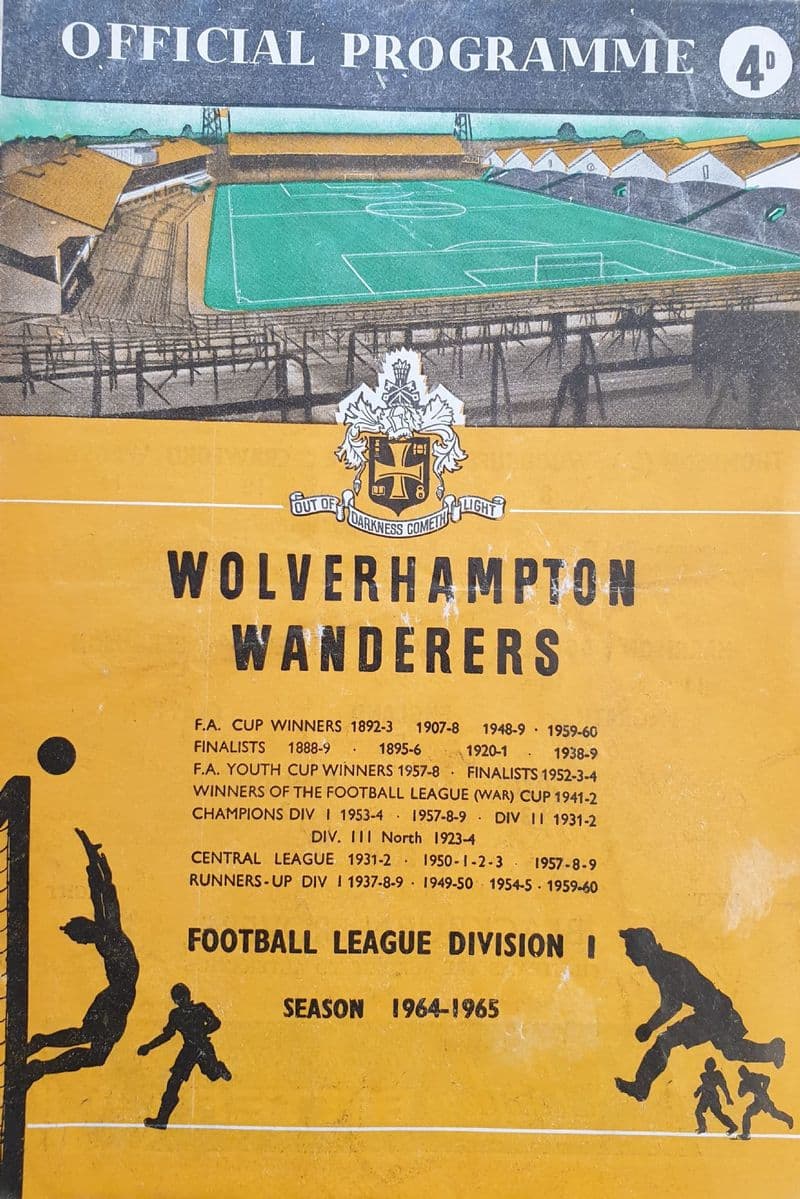 OFFICIAL PROGRAMME 4D
OUT OF DARKNESS COMETH LIGHT
WOLVERHAMPTON
WANDERERS
F.A. CUP WINNERS 1892-3 1907-8 1948-9 · 1959-60
FINALISTS 1888-9 · 1895-6 1920-1 · 1938-9
F.A. YOUTH CUP WINNERS 1957-8 · FINALISTS 1952-3-4
WINNERS OF THE FOOTBALL LEAGUE (WAR) CUP 1941-2
CHAMPIONS DIV I 1953-4 · 1957-8-9 · DIV II 1931-2
DIV. III North 1923-4
CENTRAL LEAGUE 1931-2 · 1950-1-2-3 · 1957-8-9
RUNNERS-UP DIV I 1937-8-9 · 1949-50 1954-5 · 1959-60
FOOTBALL LEAGUE DIVISION I
SEASON 1964-1965